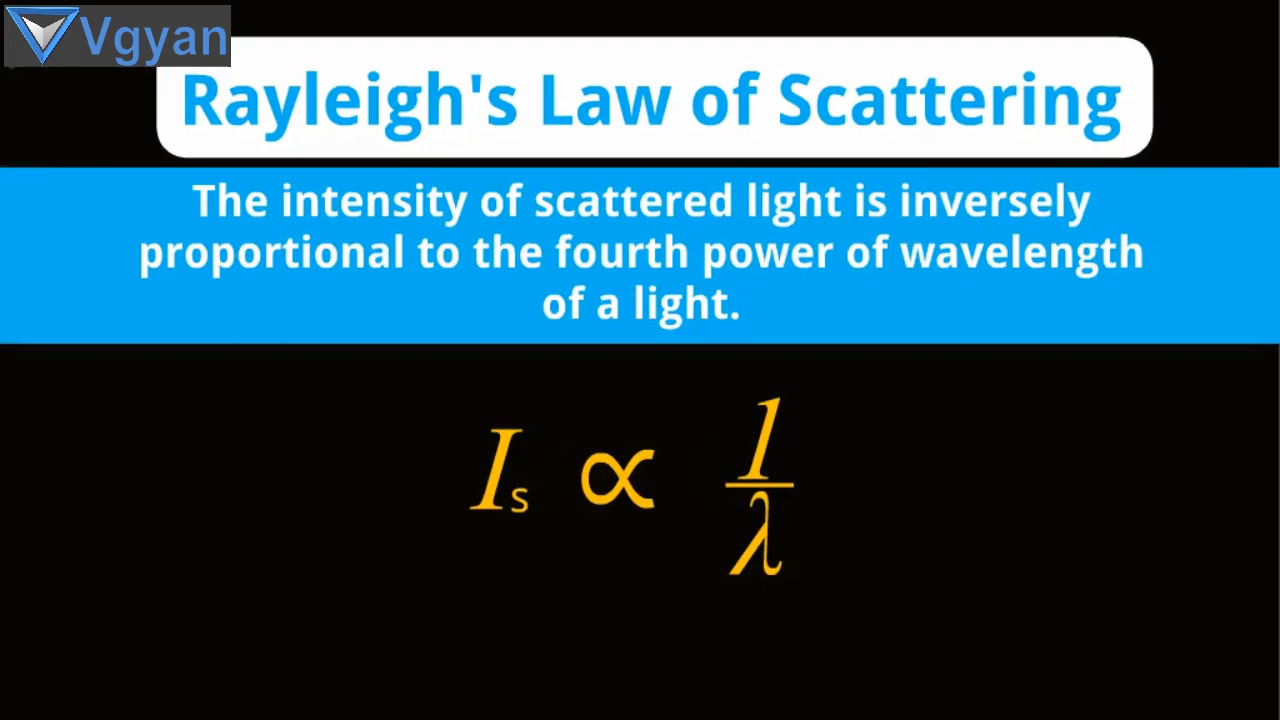 Vgyan
Rayleigh's Law of Scattering
The intensity of scattered light is inversely
proportional to the fourth power of wavelength
of a light.
Is ∝ 1/λ